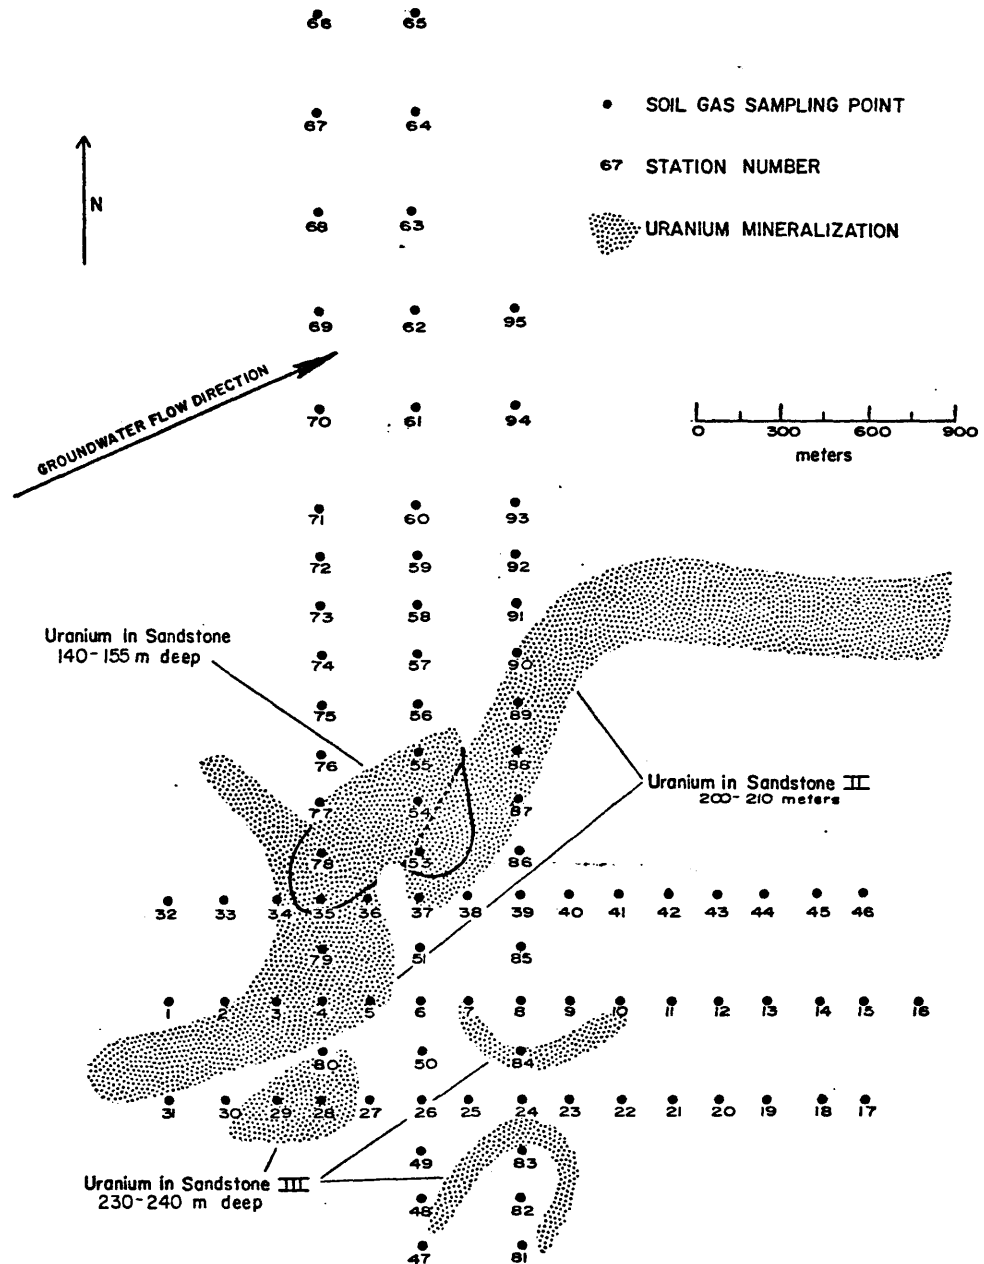 66 65
SOIL GAS SAMPLING POINT
67 64
67 STATION NUMBER
N
68 63
URANIUM MINERALIZATION
69 62 95
GROUNDWATER FLOW DIRECTION
70 61 94
0 300 600 900
meters
71 60 93
72 59 92
73 58 91
Uranium in Sandstone
140-155 m deep
74 57 90
75 56 89
76 55 88
Uranium in Sandstone II
200-210 meters
77 54 87
78 53 86
32 33 34 35 36 37 38 39 40 41 42 43 44 45 46
79 51 85
1 2 3 4 5 6 7 8 9 10 11 12 13 14 15 16
80 50 84
31 30 29 28 27 26 25 24 23 22 21 20 19 18 17
49 83
Uranium in Sandstone III
230-240 m deep
48 82
47 81